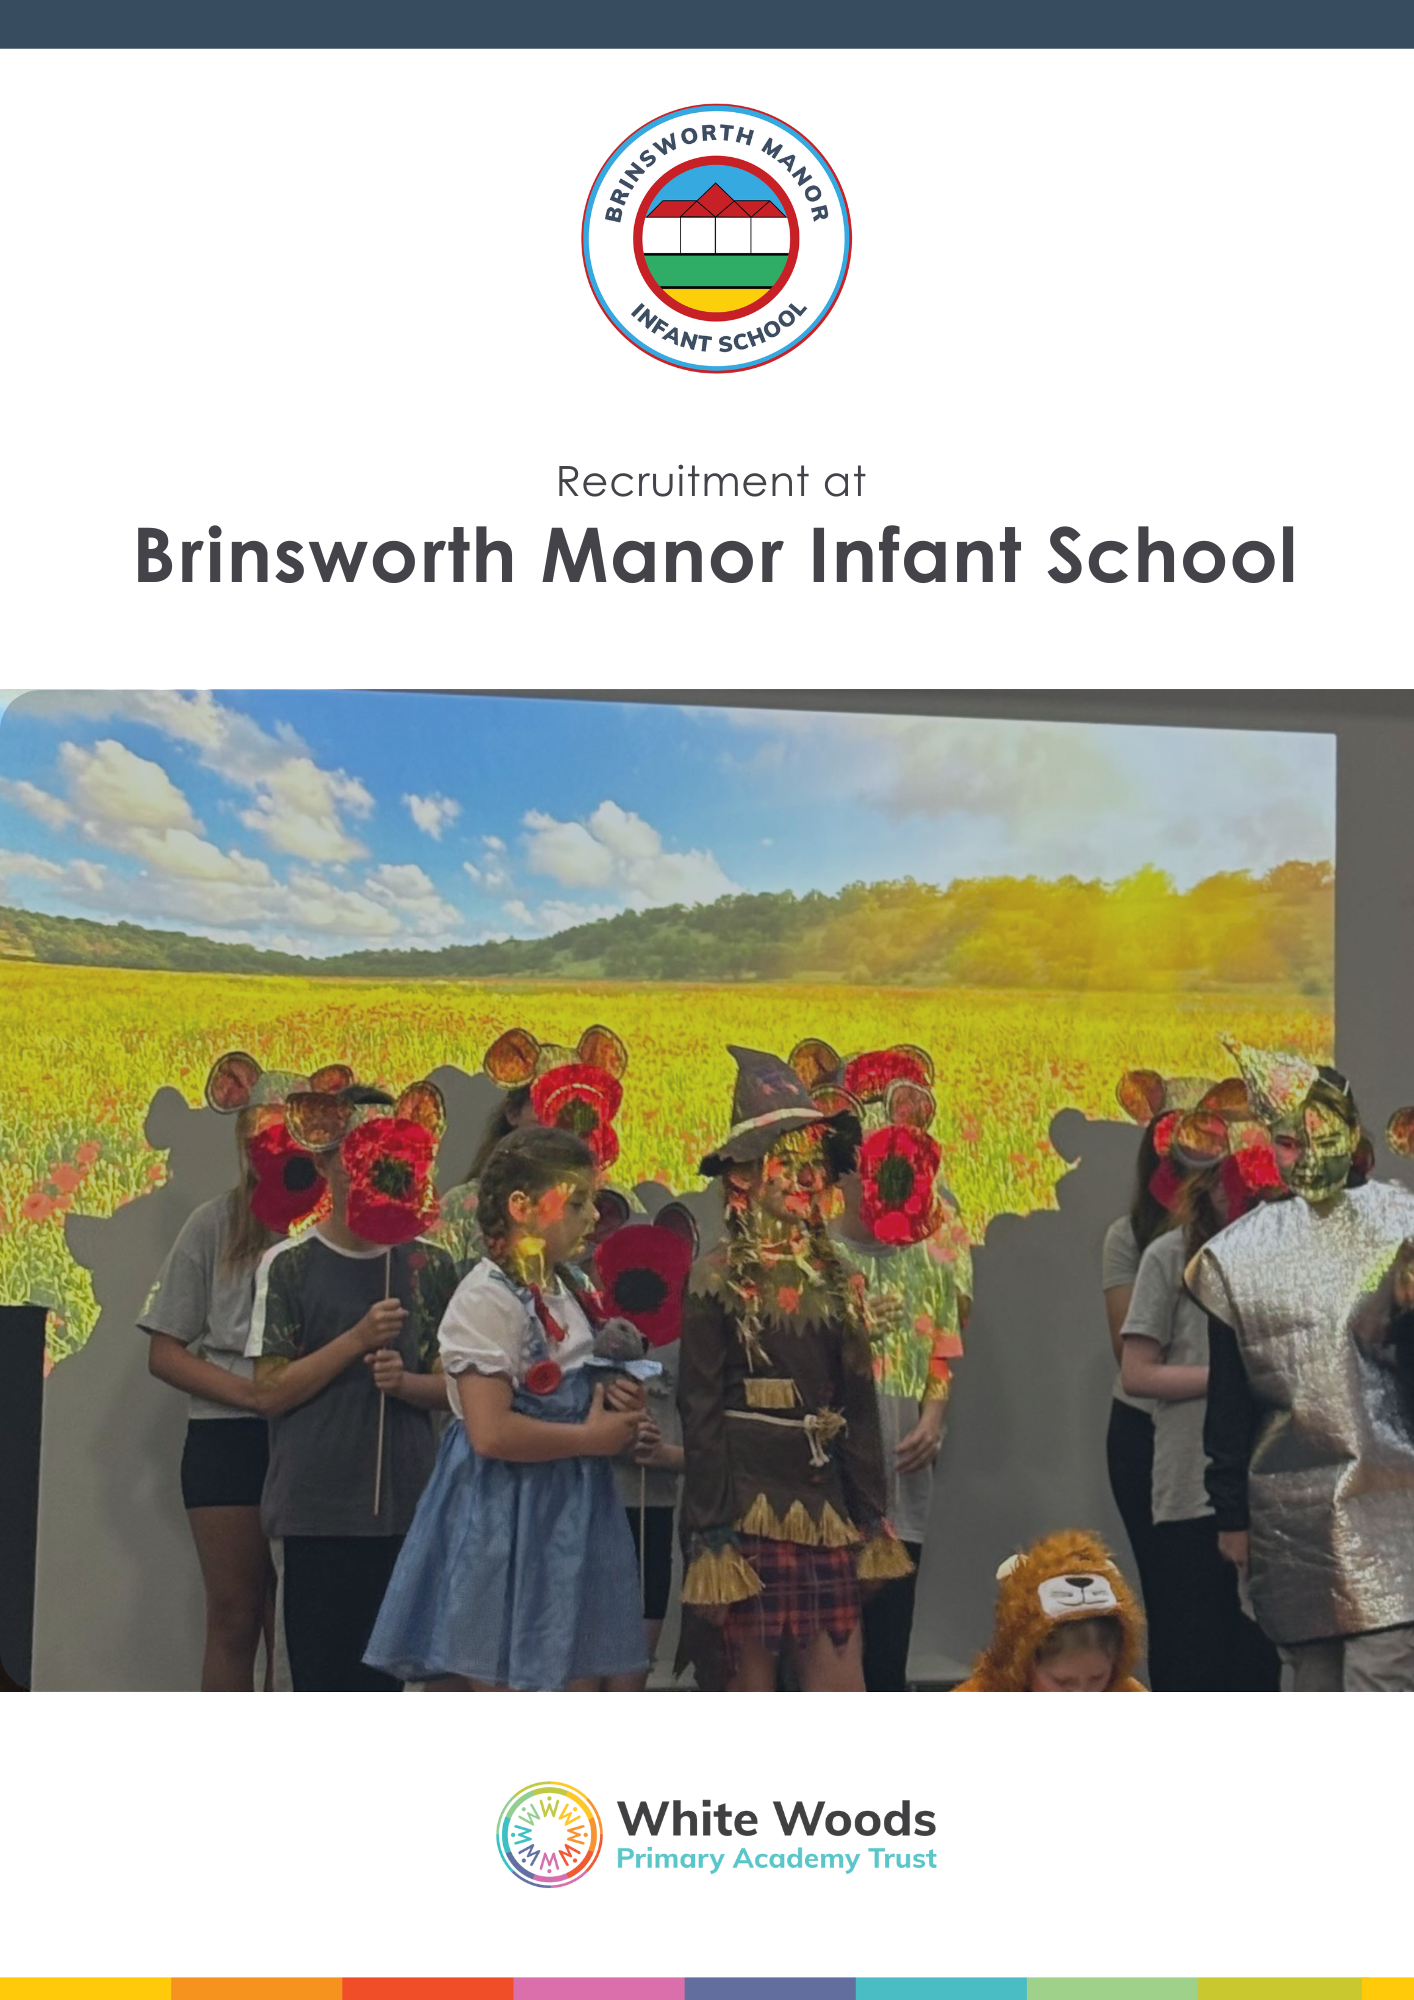 BRINSWORTH MANOR
INFANT SCHOOL
Recruitment at
Brinsworth Manor Infant School
White Woods
Primary Academy Trust